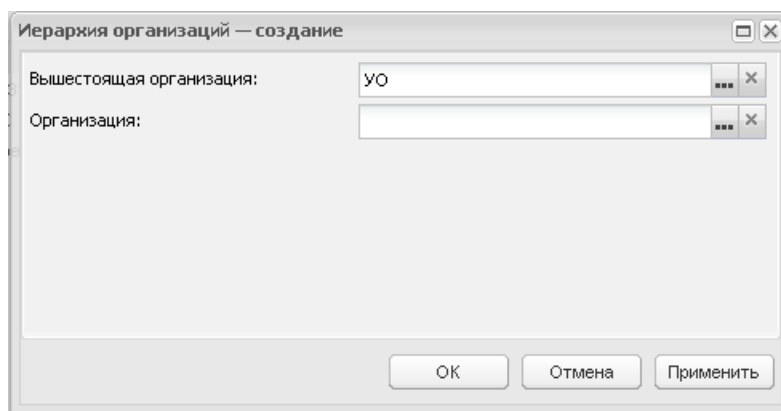 Иерархия организаций — создание
Вышестоящая организация: УО
Организация:
ОК Отмена Применить